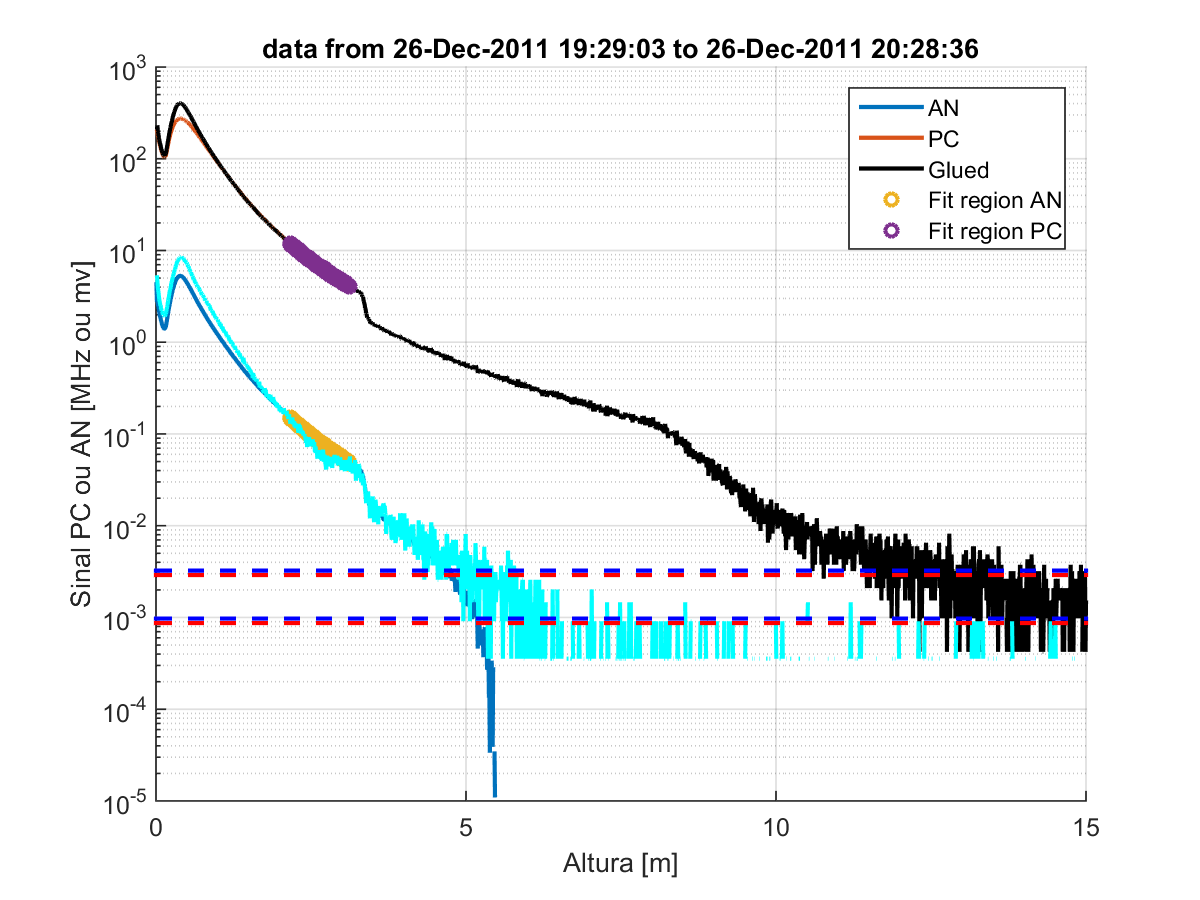 data from 26-Dec-2011 19:29:03 to 26-Dec-2011 20:28:36
Sinal PC ou AN [MHz ou mv]
10^3
10^2
10^1
10^0
10^-1
10^-2
10^-3
10^-4
10^-5
AN
PC
Glued
Fit region AN
Fit region PC
0 5 10 15
Altura [m]